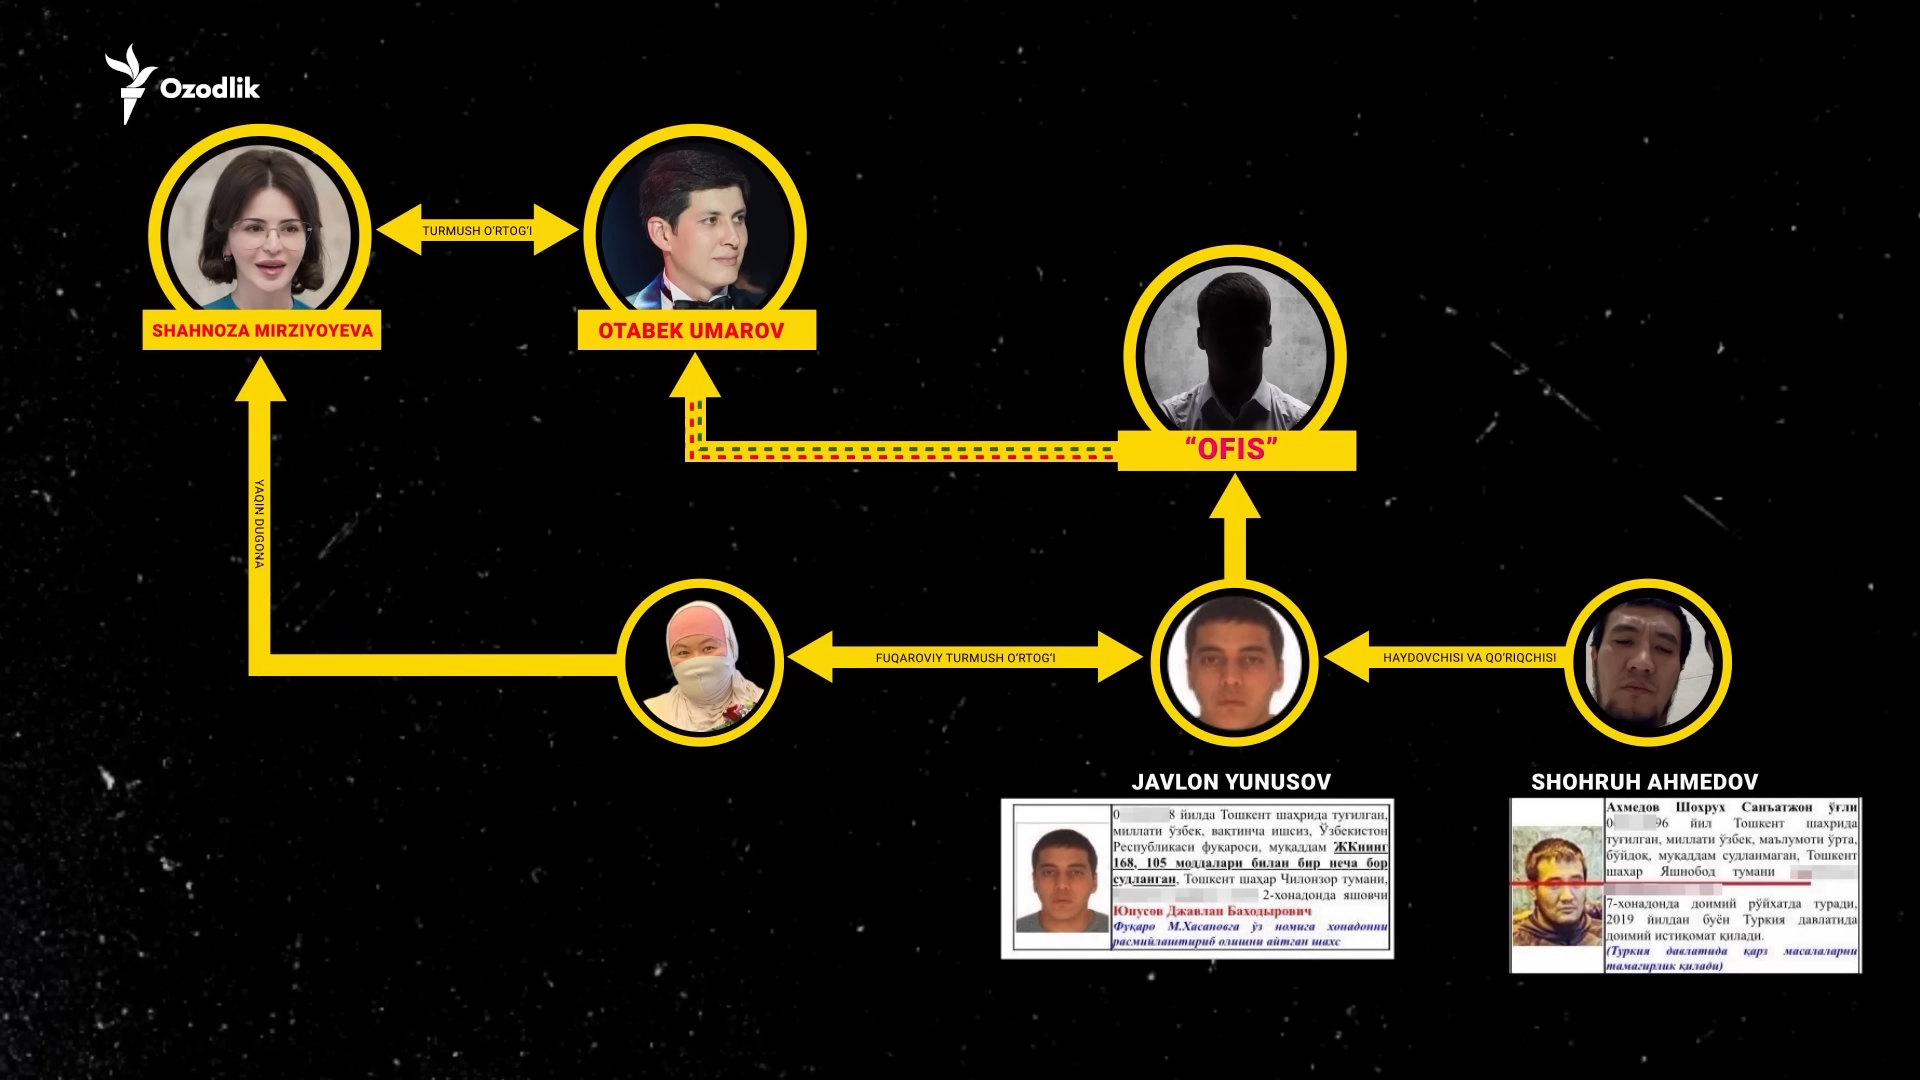 Ozodlik
TURMUSH O‘RTOG‘I
SHAHNOZA MIRZIYOYEVA
OTABEK UMAROV
“OFIS”
YAQIN DUGONA
FUQAROVIY TURMUSH O‘RTOG‘I
HAYDOVCHISI VA QO‘RIQCHISI
JAVLON YUNUSOV
0 8 йилда Тошкент шаҳрида туғилган,
миллати ўзбек, вақтинча ишсиз, Ўзбекистон
Республикаси фуқароси, муқаддам ЖКнинг
168, 105 моддалари билан бир неча бор
судланган, Тошкент шаҳар Чилонзор тумани,
2-хонадонда яшовчи
Юнусов Джавлан Баходырович
Фуқаро М.Хасановга ўз номига хонадонни
расмийлаштириб олишни айтган шахс
SHOHRUH AHMEDOV
Ахмедов Шохрух Санъатжон ўғли
0 96 йил Тошкент шаҳрида
туғилган, миллати ўзбек, маълумоти ўрта,
бўйдоқ, муқаддам судланмаган, Тошкент
шаҳар Яшнобод тумани
7-хонадонда доимий рўйхатда туради,
2019 йилдан буён Туркия давлатида
доимий истиқомат қилади.
(Туркия давлатида қарз масалаларни
тамагирлик қилади)